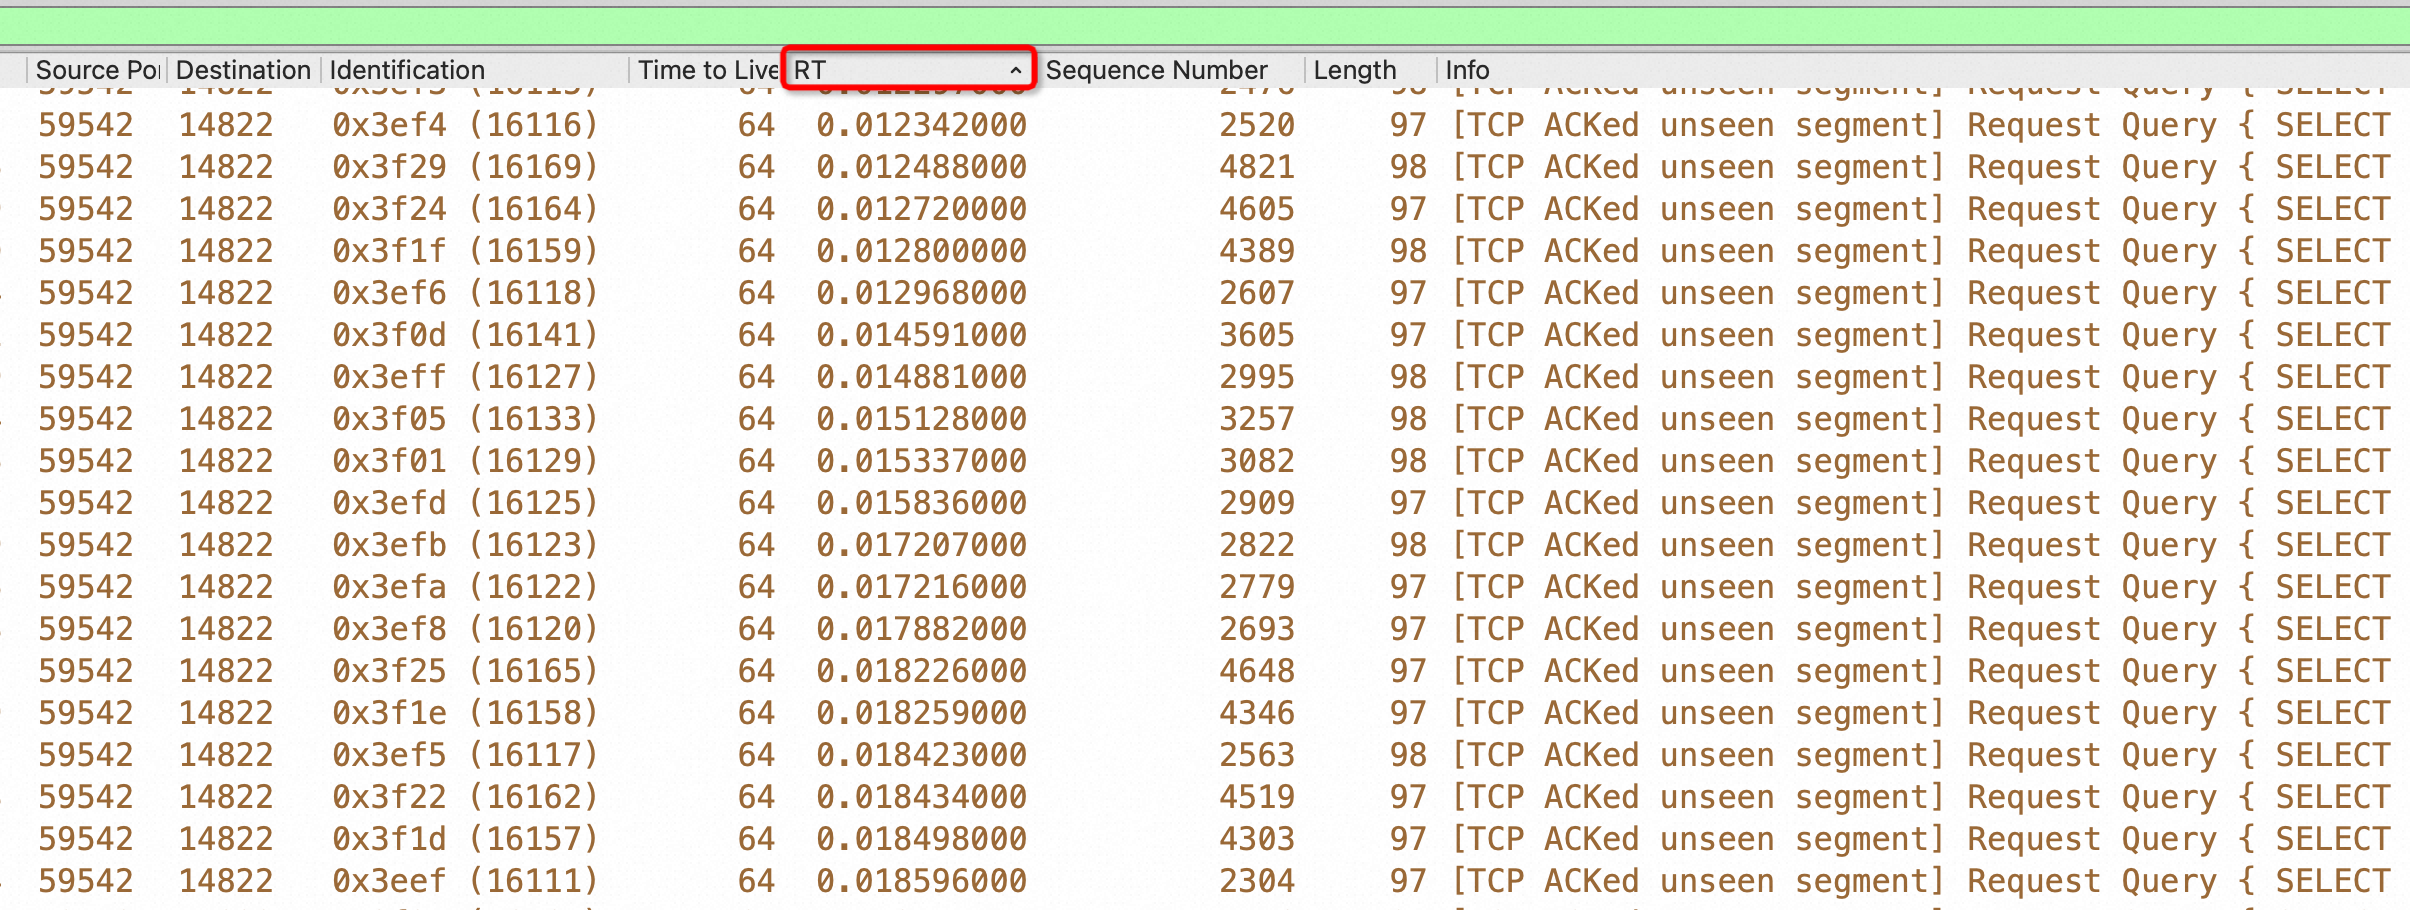 Source Por Destination Identification Time to Live RT Sequence Number Length Info
59542 14822 0x3ef4 (16116) 64 0.012342000 2520 97 [TCP ACKed unseen segment] Request Query { SELECT
59542 14822 0x3f29 (16169) 64 0.012488000 4821 98 [TCP ACKed unseen segment] Request Query { SELECT
59542 14822 0x3f24 (16164) 64 0.012720000 4605 97 [TCP ACKed unseen segment] Request Query { SELECT
59542 14822 0x3f1f (16159) 64 0.012800000 4389 98 [TCP ACKed unseen segment] Request Query { SELECT
59542 14822 0x3ef6 (16118) 64 0.012968000 2607 97 [TCP ACKed unseen segment] Request Query { SELECT
59542 14822 0x3f0d (16141) 64 0.014591000 3605 97 [TCP ACKed unseen segment] Request Query { SELECT
59542 14822 0x3eff (16127) 64 0.014881000 2995 98 [TCP ACKed unseen segment] Request Query { SELECT
59542 14822 0x3f05 (16133) 64 0.015128000 3257 98 [TCP ACKed unseen segment] Request Query { SELECT
59542 14822 0x3f01 (16129) 64 0.015337000 3082 98 [TCP ACKed unseen segment] Request Query { SELECT
59542 14822 0x3efd (16125) 64 0.015836000 2909 97 [TCP ACKed unseen segment] Request Query { SELECT
59542 14822 0x3efb (16123) 64 0.017207000 2822 98 [TCP ACKed unseen segment] Request Query { SELECT
59542 14822 0x3efa (16122) 64 0.017216000 2779 97 [TCP ACKed unseen segment] Request Query { SELECT
59542 14822 0x3ef8 (16120) 64 0.017882000 2693 97 [TCP ACKed unseen segment] Request Query { SELECT
59542 14822 0x3f25 (16165) 64 0.018226000 4648 97 [TCP ACKed unseen segment] Request Query { SELECT
59542 14822 0x3f1e (16158) 64 0.018259000 4346 97 [TCP ACKed unseen segment] Request Query { SELECT
59542 14822 0x3ef5 (16117) 64 0.018423000 2563 98 [TCP ACKed unseen segment] Request Query { SELECT
59542 14822 0x3f22 (16162) 64 0.018434000 4519 97 [TCP ACKed unseen segment] Request Query { SELECT
59542 14822 0x3f1d (16157) 64 0.018498000 4303 97 [TCP ACKed unseen segment] Request Query { SELECT
59542 14822 0x3eef (16111) 64 0.018596000 2304 97 [TCP ACKed unseen segment] Request Query { SELECT